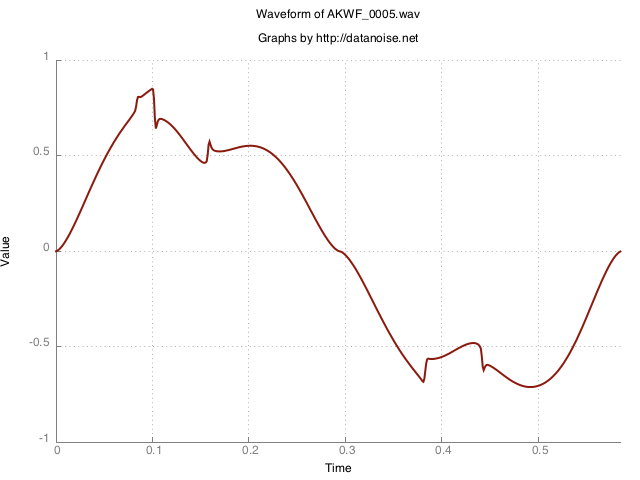 Waveform of AKWF_0005.wav
Graphs by http://datanoise.net
1
0.5
0
-0.5
-1
Value
0 0.1 0.2 0.3 0.4 0.5
Time